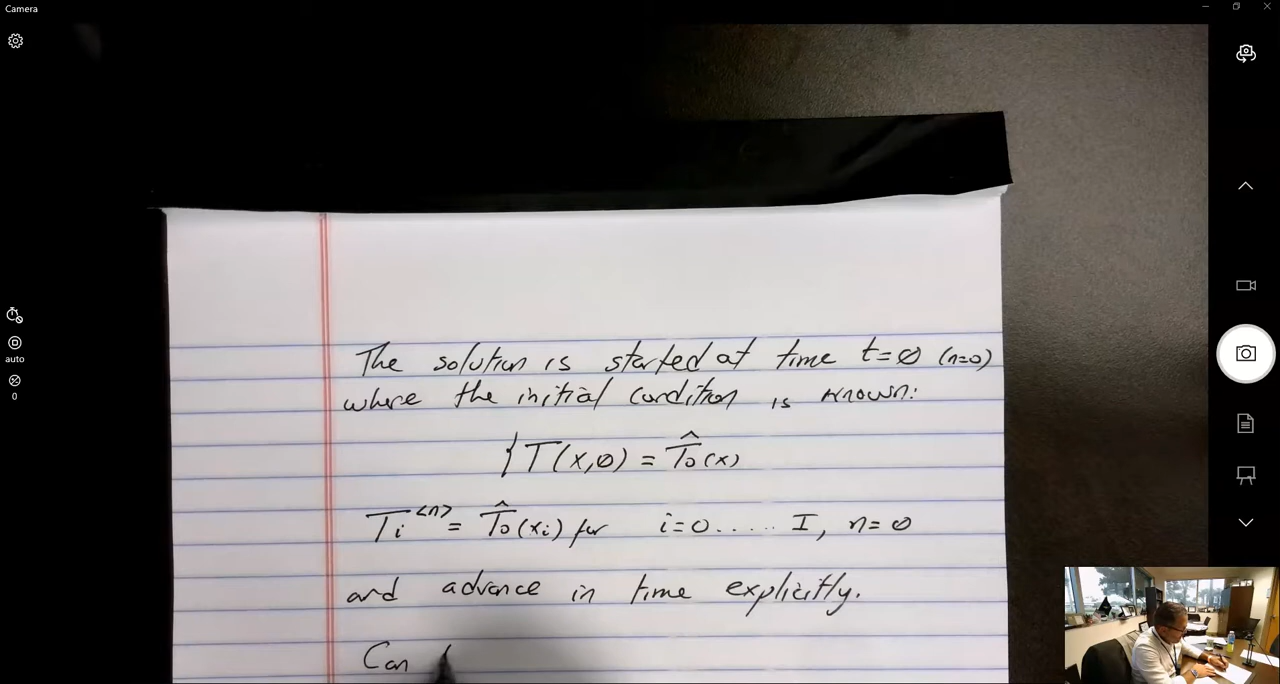 Camera
auto
0
The solution is started at time t=0 (n=0)
where the initial condition is known:
{T(x,0) = T̂o(x)
Ti<n> = T̂o(xi) for i=0..... I, n=0
and advance in time explicitly.
Can